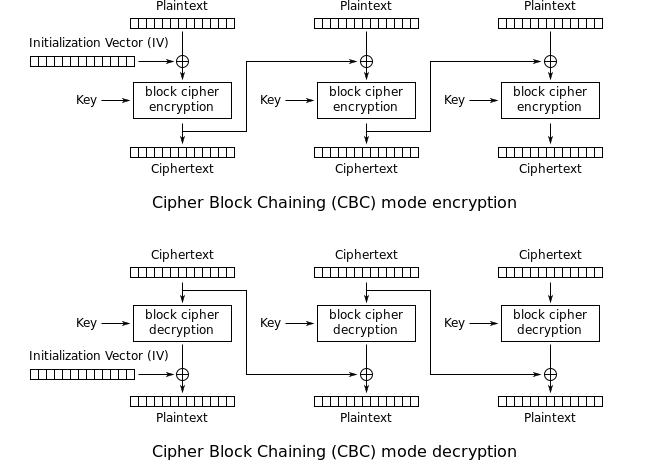 Plaintext Plaintext Plaintext
Initialization Vector (IV)
Key block cipher encryption Key block cipher encryption Key block cipher encryption
Ciphertext Ciphertext Ciphertext
Cipher Block Chaining (CBC) mode encryption
Ciphertext Ciphertext Ciphertext
Key block cipher decryption Key block cipher decryption Key block cipher decryption
Initialization Vector (IV)
Plaintext Plaintext Plaintext
Cipher Block Chaining (CBC) mode decryption